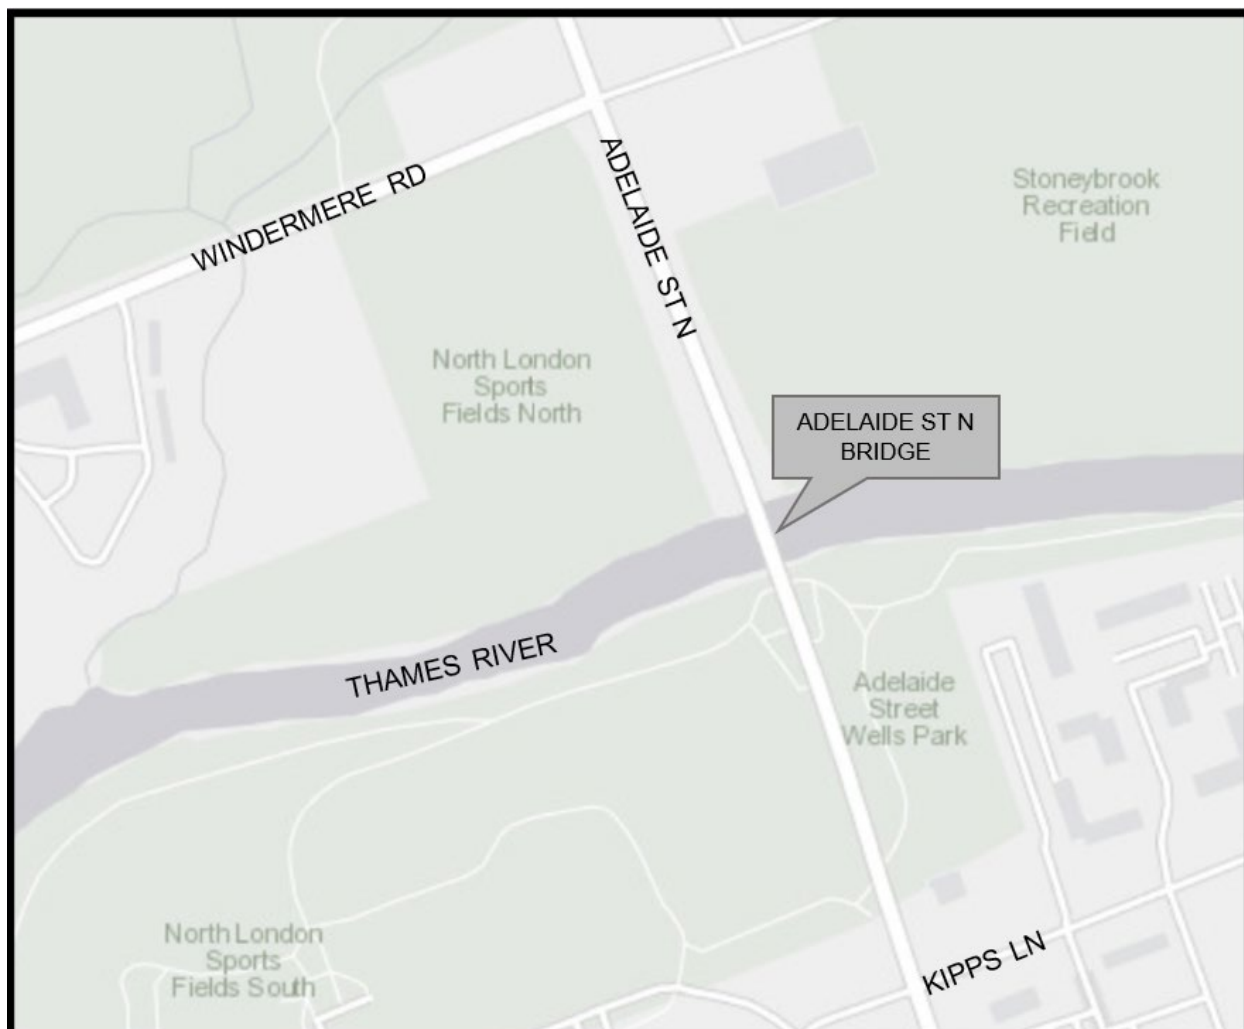 WINDERMERE RD
ADELAIDE ST N
Stoneybrook
Recreation
Field
North London
Sports
Fields North
ADELAIDE ST N
BRIDGE
THAMES RIVER
Adelaide
Street
Wells Park
North London
Sports
Fields South
KIPPS LN